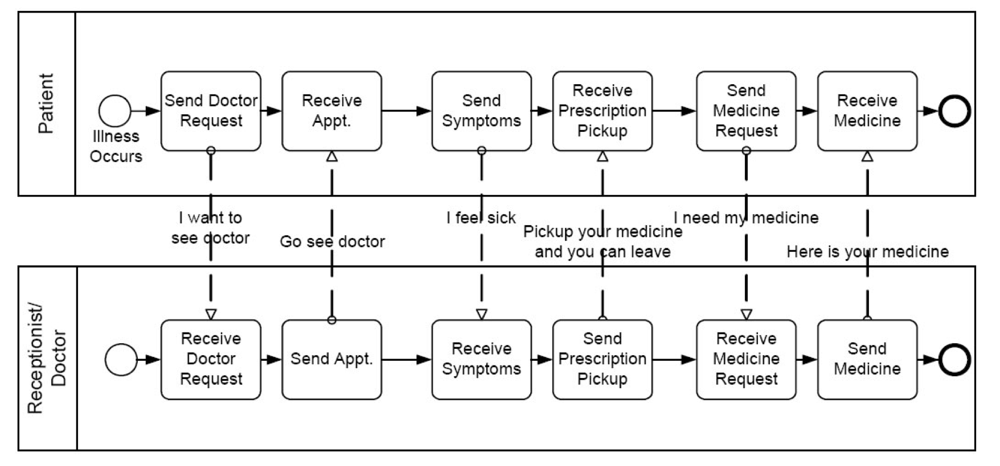 Patient
Illness
Occurs
Send Doctor
Request
Receive
Appt.
Send
Symptoms
Receive
Prescription
Pickup
Send
Medicine
Request
Receive
Medicine
I want to
see doctor
Go see doctor
I feel sick
Pickup your medicine
and you can leave
I need my medicine
Here is your medicine
Receptionist/
Doctor
Receive
Doctor
Request
Send Appt.
Receive
Symptoms
Send
Prescription
Pickup
Receive
Medicine
Request
Send
Medicine